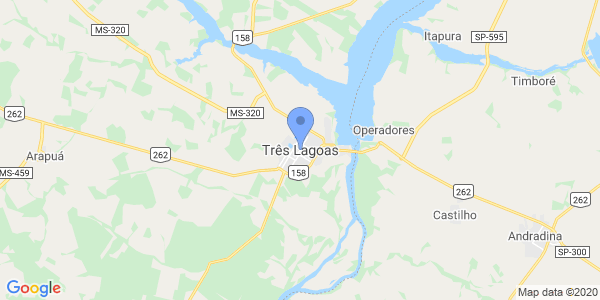 MS-320
158
Itapura
SP-595
Timboré
262
MS-320
Operadores
Arapuá
262
Três Lagoas
MS-459
158
262
Castilho
262
Andradina
SP-300
Google
Map data ©2020